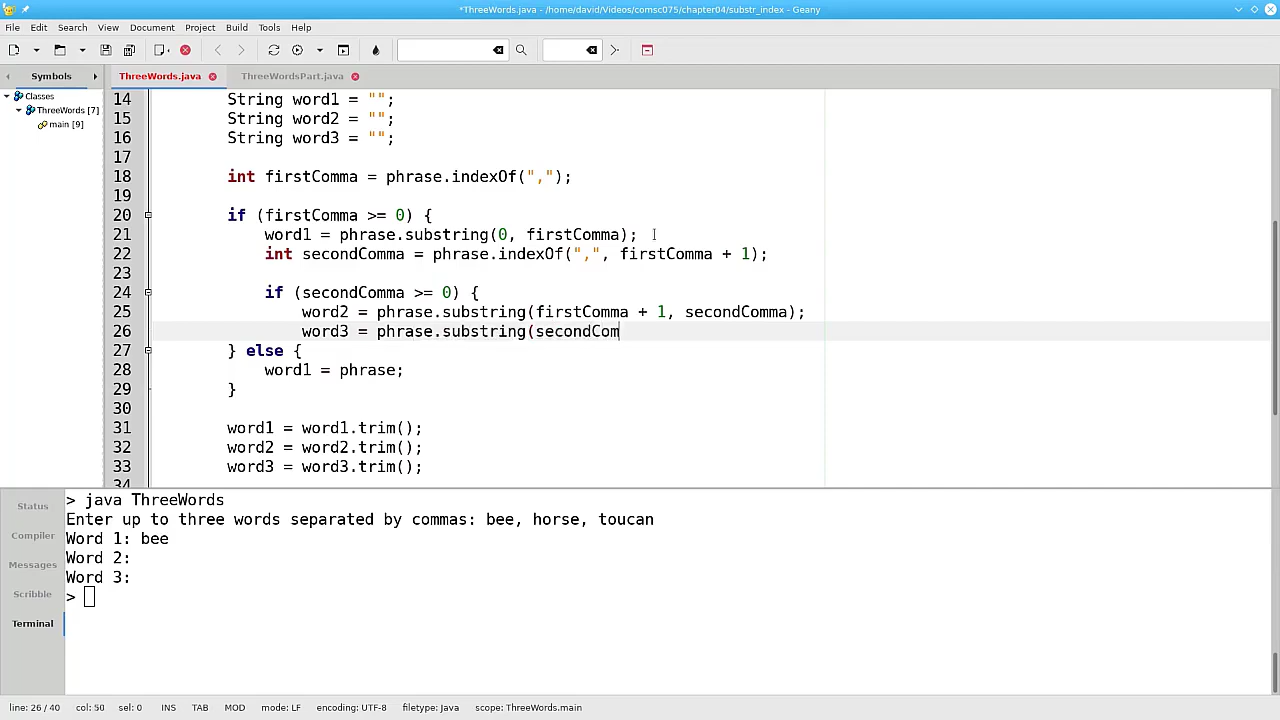 *ThreeWords.java - /home/david/Videos/comsc075/chapter04/substr_index - Geany
File Edit Search View Document Project Build Tools Help
Symbols ThreeWords.java ThreeWordsPart.java
Classes
ThreeWords [7]
main [9]
14 String word1 = "";
15 String word2 = "";
16 String word3 = "";
17
18 int firstComma = phrase.indexOf(",");
19
20 if (firstComma >= 0) {
21 word1 = phrase.substring(0, firstComma);
22 int secondComma = phrase.indexOf(",", firstComma + 1);
23
24 if (secondComma >= 0) {
25 word2 = phrase.substring(firstComma + 1, secondComma);
26 word3 = phrase.substring(secondCom
27 } else {
28 word1 = phrase;
29 }
30
31 word1 = word1.trim();
32 word2 = word2.trim();
33 word3 = word3.trim();
34
Status
Compiler
Messages
Scribble
Terminal
> java ThreeWords
Enter up to three words separated by commas: bee, horse, toucan
Word 1: bee
Word 2:
Word 3:
>
line: 26 / 40 col: 50 sel: 0 INS TAB MOD mode: LF encoding: UTF-8 filetype: Java scope: ThreeWords.main